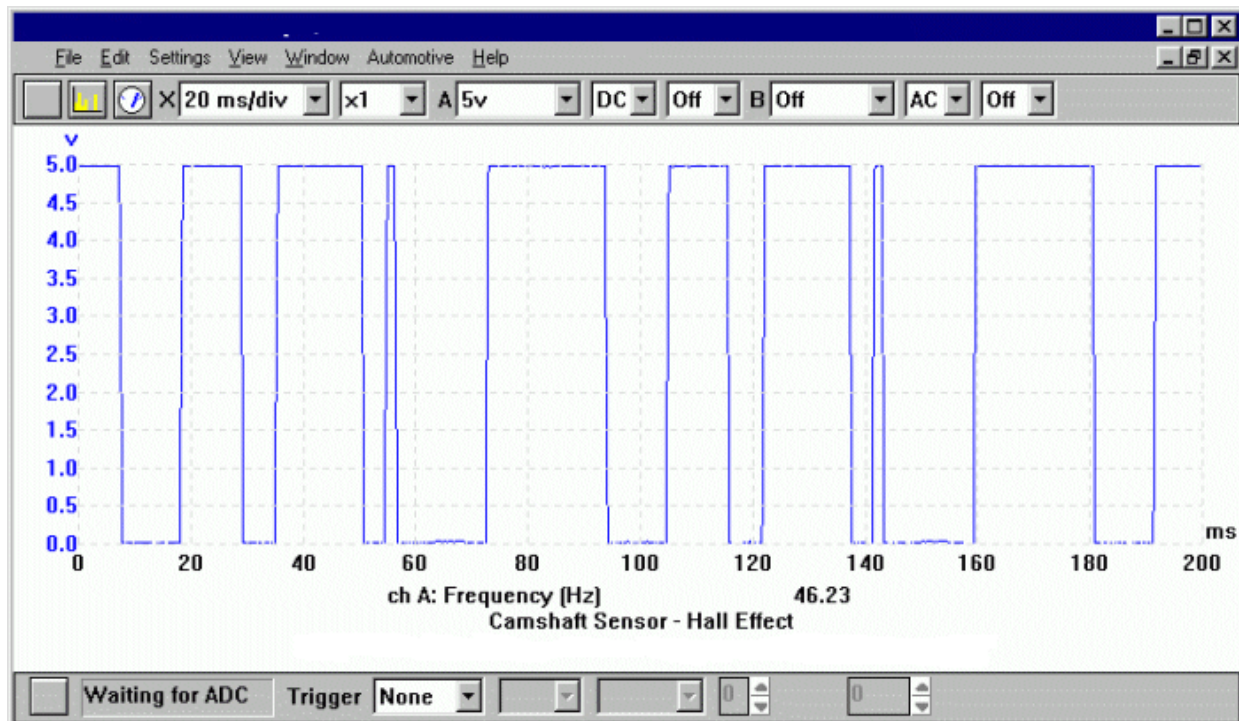 File Edit Settings View Window Automotive Help
X 20 ms/div x1 A 5v DC Off B Off AC Off
v
5.0
4.5
4.0
3.5
3.0
2.5
2.0
1.5
1.0
0.5
0.0
ms
0 20 40 60 80 100 120 140 160 180 200
ch A: Frequency (Hz) 46.23
Camshaft Sensor - Hall Effect
Waiting for ADC Trigger None 0 0